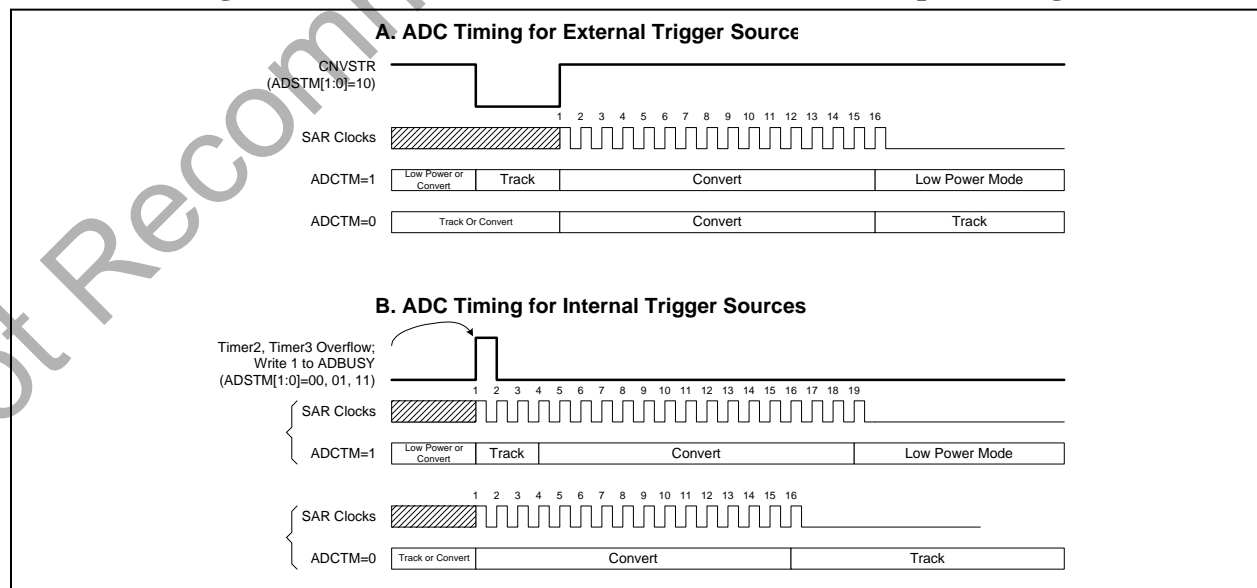 ot Recomm
A. ADC Timing for External Trigger Source
CNVSTR
(ADSTM[1:0]=10)
1 2 3 4 5 6 7 8 9 10 11 12 13 14 15 16
SAR Clocks
ADCTM=1 Low Power or Convert Track Convert Low Power Mode
ADCTM=0 Track Or Convert Convert Track
B. ADC Timing for Internal Trigger Sources
Timer2, Timer3 Overflow;
Write 1 to ADBUSY
(ADSTM[1:0]=00, 01, 11)
1 2 3 4 5 6 7 8 9 10 11 12 13 14 15 16 17 18 19
SAR Clocks
ADCTM=1 Low Power or Convert Track Convert Low Power Mode
1 2 3 4 5 6 7 8 9 10 11 12 13 14 15 16
SAR Clocks
ADCTM=0 Track or Convert Convert Track